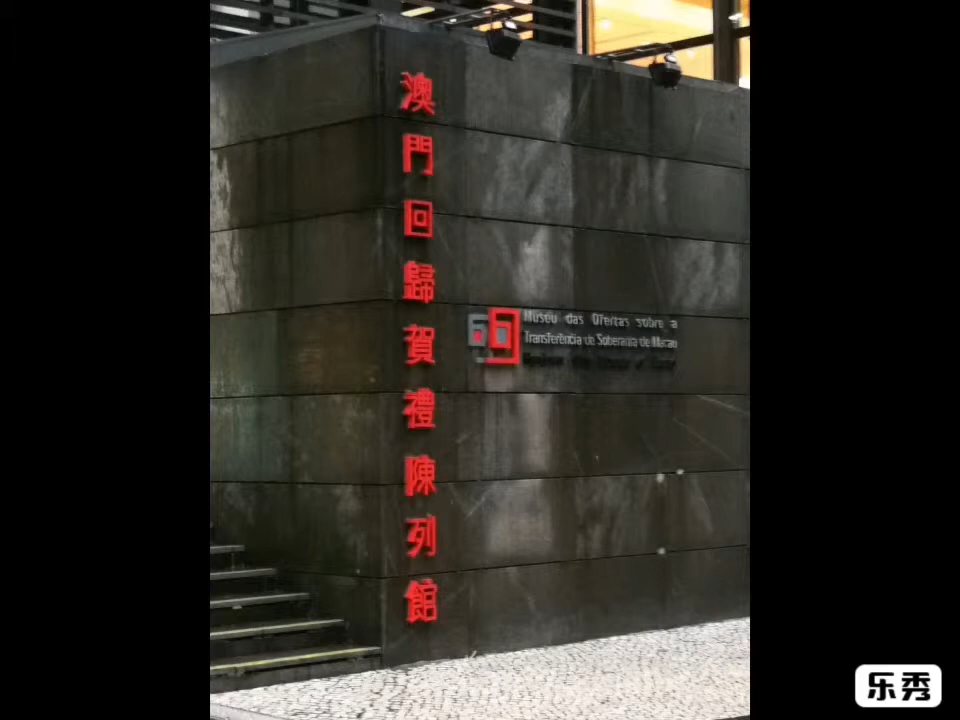 澳門回歸賀禮陳列館
Museu das Ofertas sobre a
Transferência de Soberania de Macau
乐秀